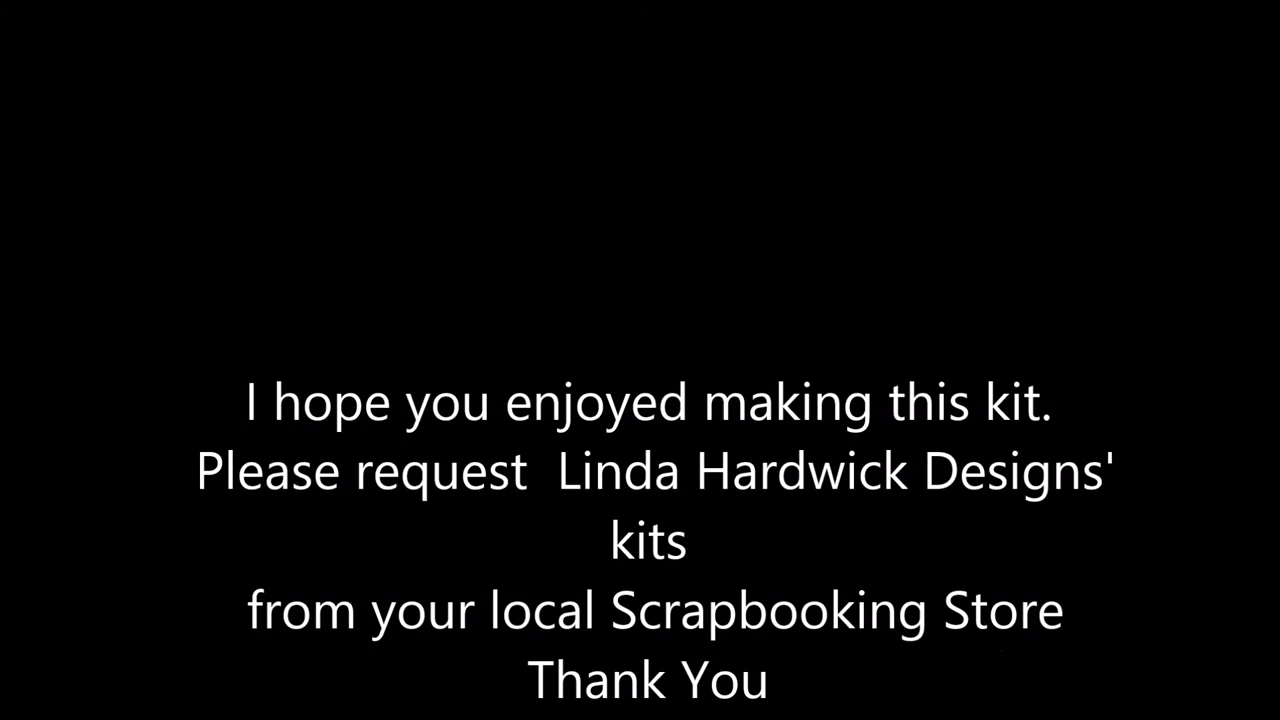 I hope you enjoyed making this kit.
Please request  Linda Hardwick Designs'
kits
from your local Scrapbooking Store
Thank You